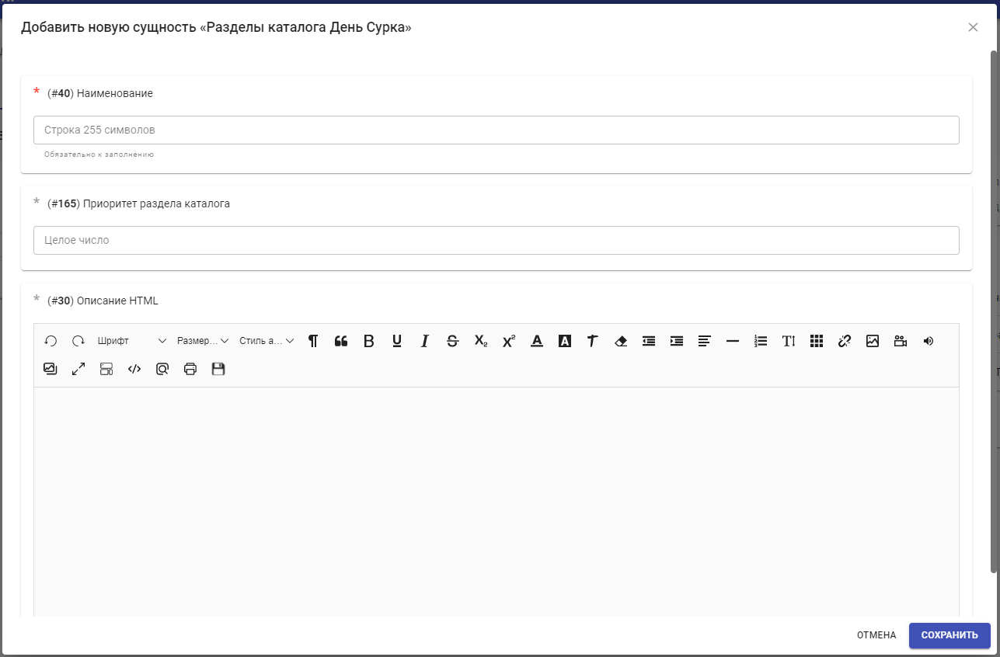 Добавить новую сущность «Разделы каталога День Сурка»
* (#40) Наименование
Строка 255 символов
Обязательно к заполнению
* (#165) Приоритет раздела каталога
Целое число
* (#30) Описание HTML
Шрифт Размер... Стиль а...
ОТМЕНА СОХРАНИТЬ